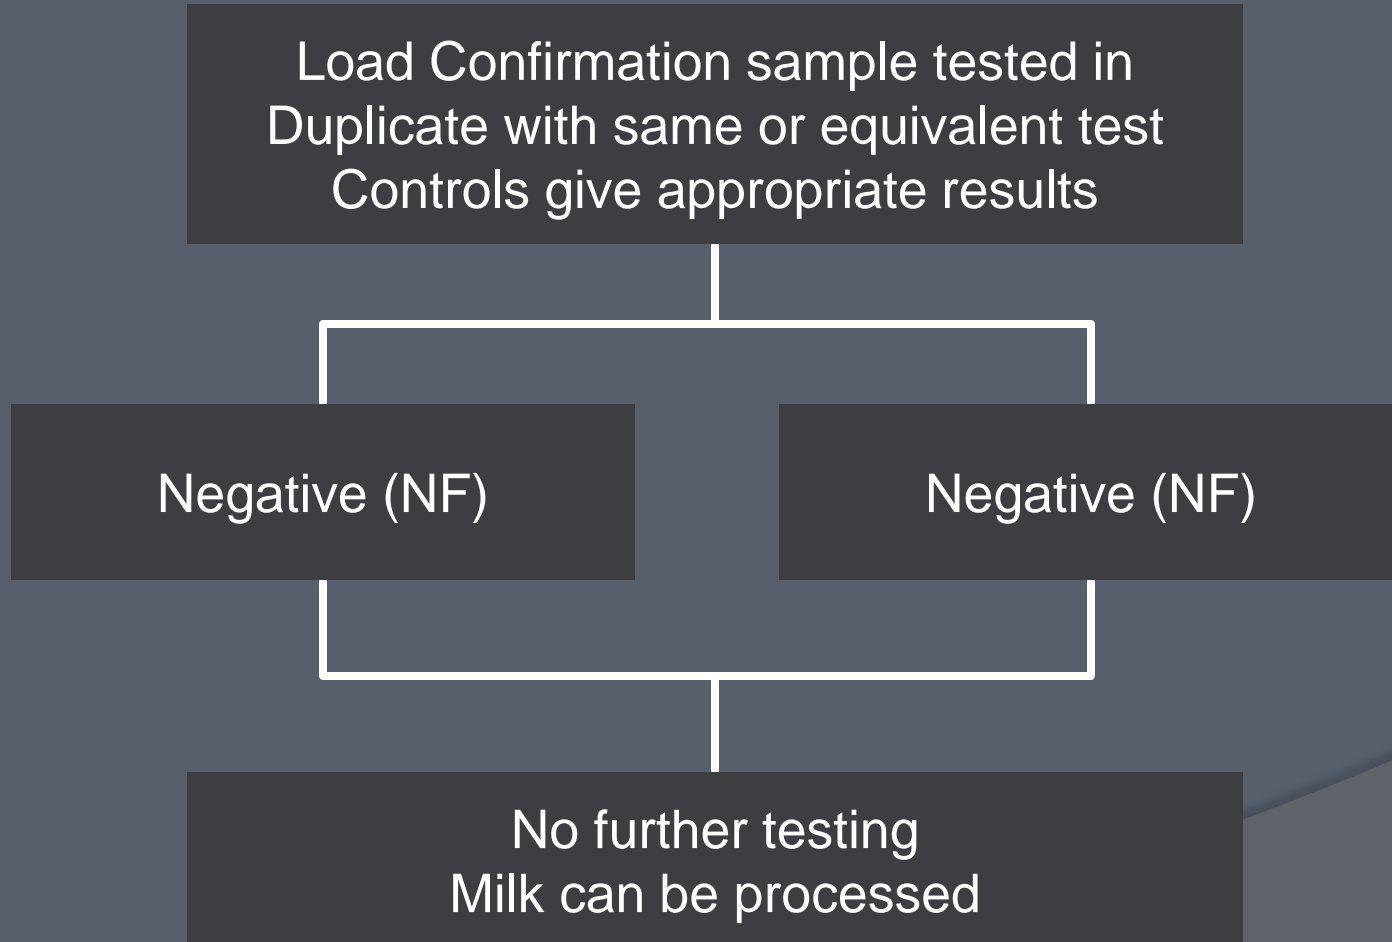 Load Confirmation sample tested in
Duplicate with same or equivalent test
Controls give appropriate results
Negative (NF)
Negative (NF)
No further testing
Milk can be processed